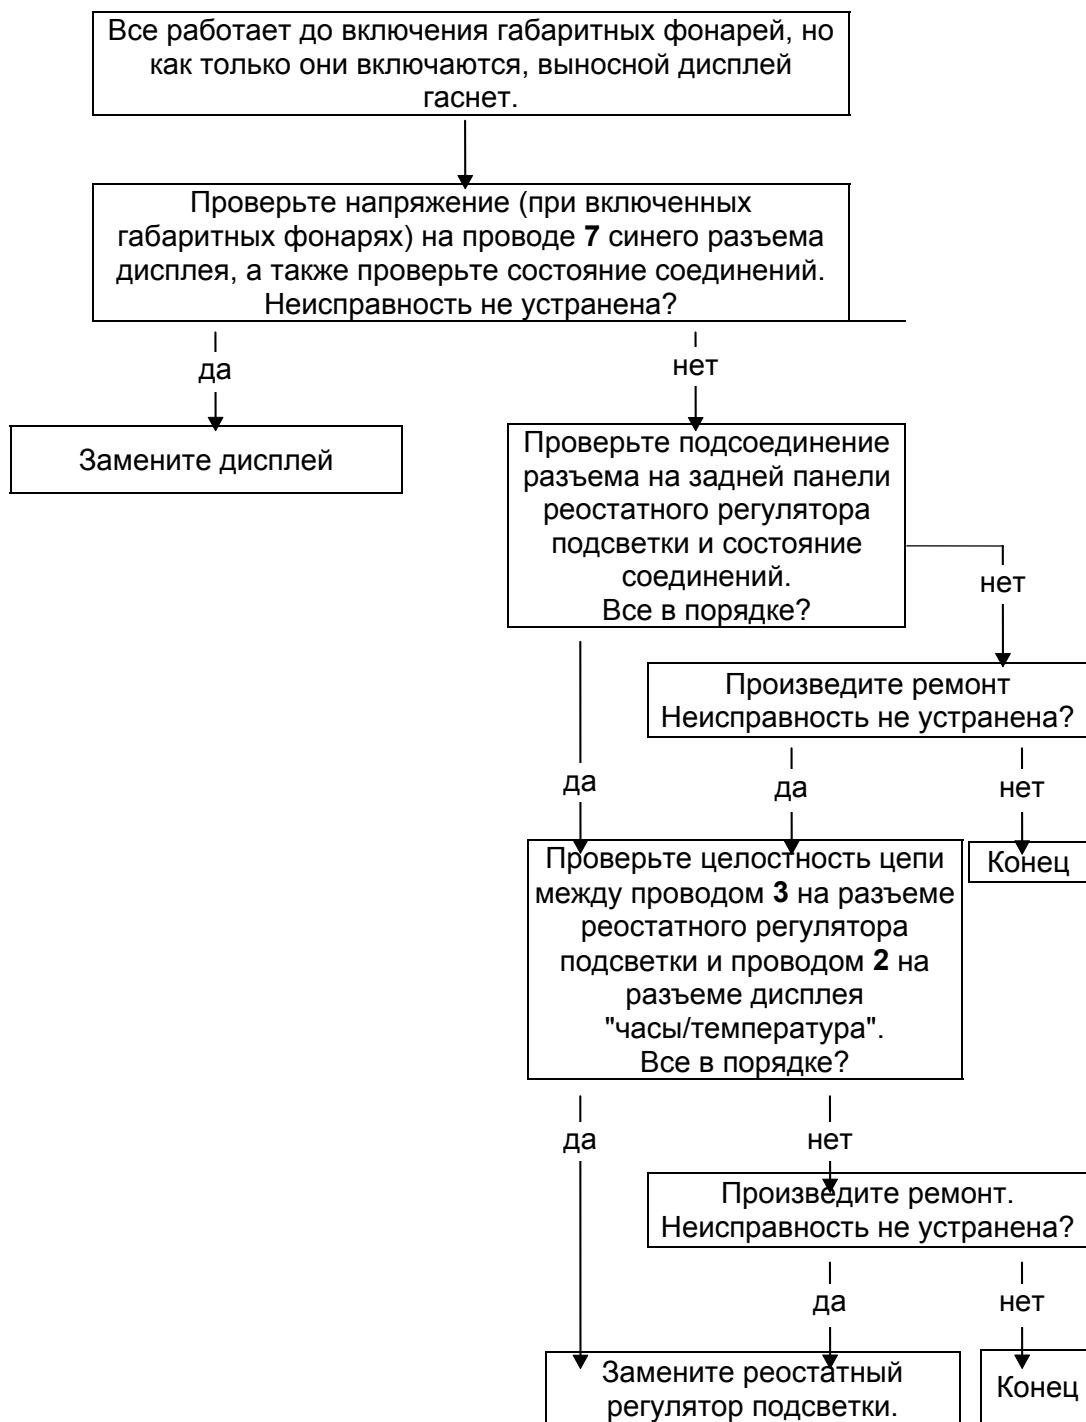 Все работает до включения габаритных фонарей, но
как только они включаются, выносной дисплей
гаснет.
Проверьте напряжение (при включенных
габаритных фонарях) на проводе 7 синего разъема
дисплея, а также проверьте состояние соединений.
Неисправность не устранена?
да
нет
Замените дисплей
Проверьте подсоединение
разъема на задней панели
реостатного регулятора
подсветки и состояние
соединений.
Все в порядке?
нет
Произведите ремонт
Неисправность не устранена?
да
да
нет
Проверьте целостность цепи
между проводом 3 на разъеме
реостатного регулятора
подсветки и проводом 2 на
разъеме дисплея
"часы/температура".
Все в порядке?
Конец
да
нет
Произведите ремонт.
Неисправность не устранена?
да
нет
Замените реостатный
регулятор подсветки.
Конец